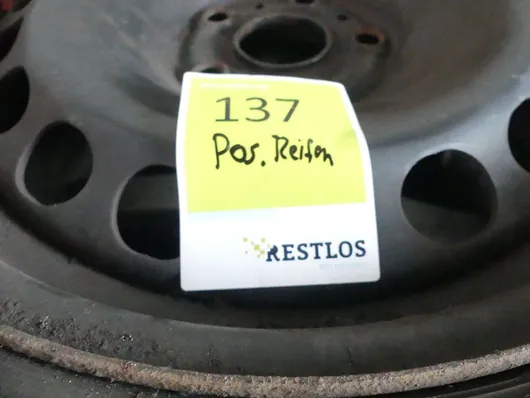 137
Pos. Reifen
RESTLOS